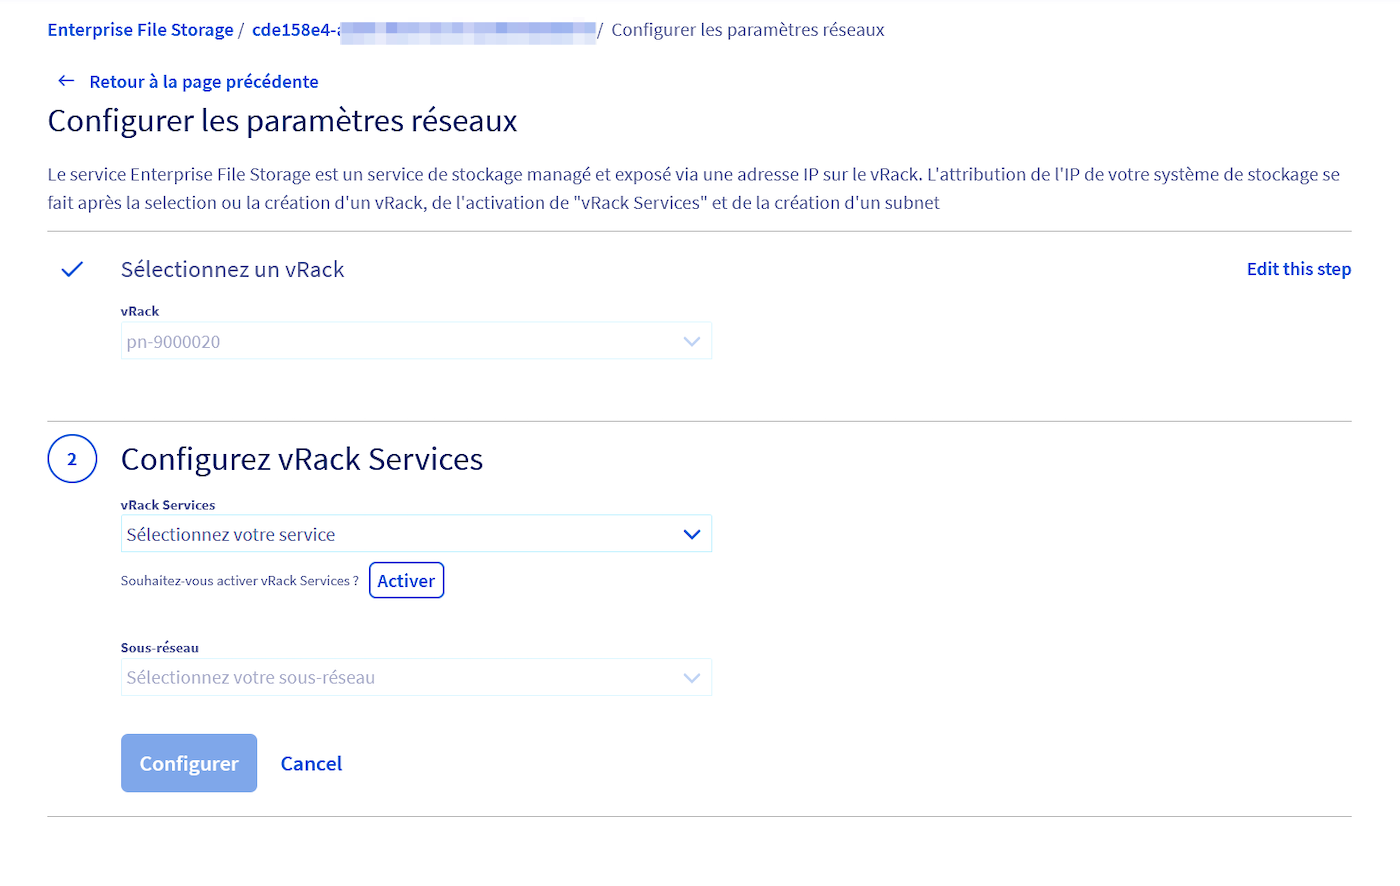 Enterprise File Storage / cde158e4- / Configurer les paramètres réseaux
← Retour à la page précédente
Configurer les paramètres réseaux
Le service Enterprise File Storage est un service de stockage managé et exposé via une adresse IP sur le vRack. L'attribution de l'IP de votre système de stockage se
fait après la selection ou la création d'un vRack, de l'activation de "vRack Services" et de la création d'un subnet
Sélectionnez un vRack
Edit this step
vRack
pn-9000020
2
Configurez vRack Services
vRack Services
Sélectionnez votre service
Souhaitez-vous activer vRack Services ? Activer
Sous-réseau
Sélectionnez votre sous-réseau
Configurer
Cancel